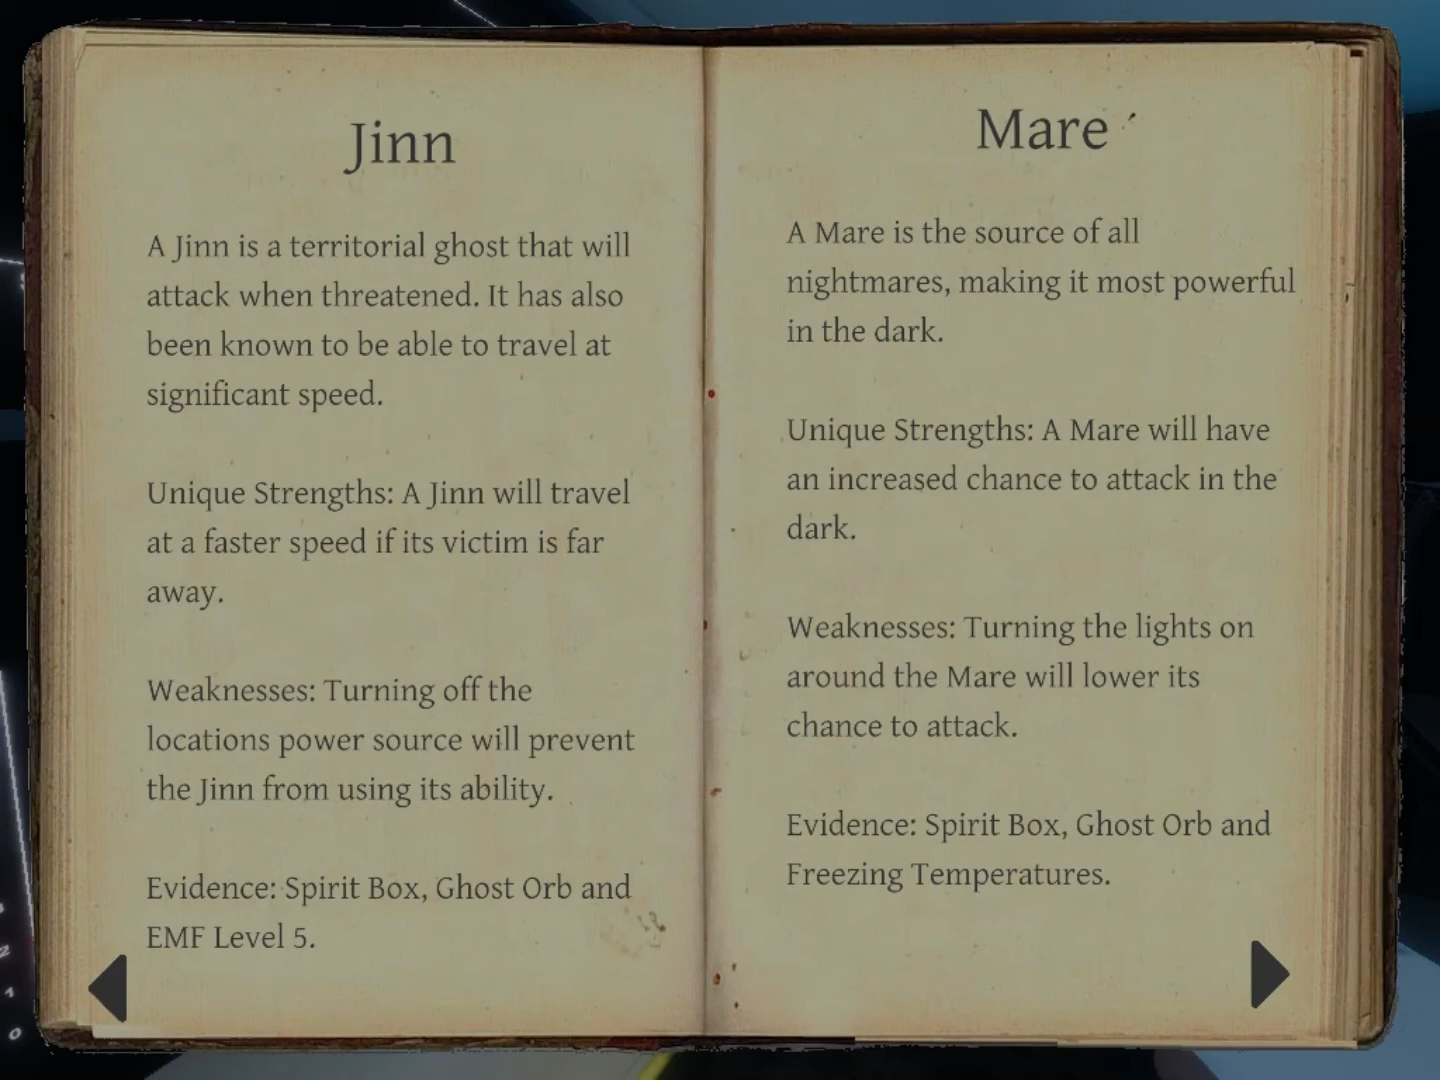 Jinn
A Jinn is a territorial ghost that will
attack when threatened. It has also
been known to be able to travel at
significant speed.
Unique Strengths: A Jinn will travel
at a faster speed if its victim is far
away.
Weaknesses: Turning off the
locations power source will prevent
the Jinn from using its ability.
Evidence: Spirit Box, Ghost Orb and
EMF Level 5.
Mare
A Mare is the source of all
nightmares, making it most powerful
in the dark.
Unique Strengths: A Mare will have
an increased chance to attack in the
dark.
Weaknesses: Turning the lights on
around the Mare will lower its
chance to attack.
Evidence: Spirit Box, Ghost Orb and
Freezing Temperatures.
2
1
0